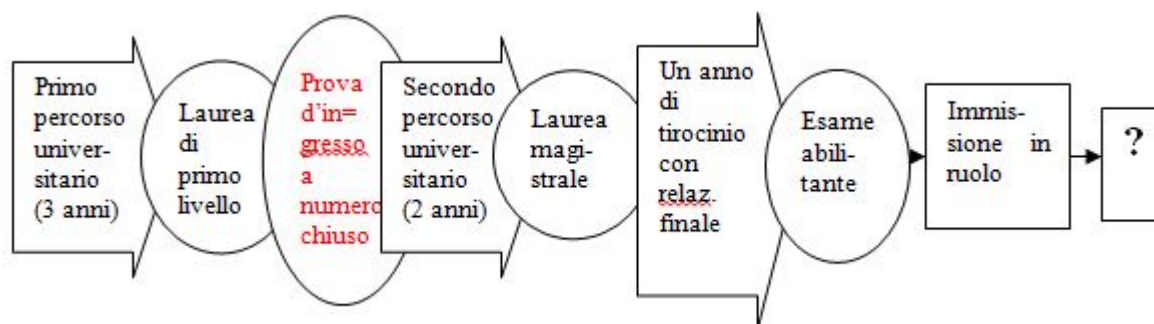 Primo
percorso
univer-
sitario
(3 anni)
Laurea
di
primo
livello
Prova
d'in=
gresso
a
numero
chiuso
Secondo
percorso
univer-
sitario
(2 anni)
Laurea
magi-
strale
Un anno
di
tirocinio
con
relaz.
finale
Esame
abili-
tante
Immis-
sione in
ruolo
?